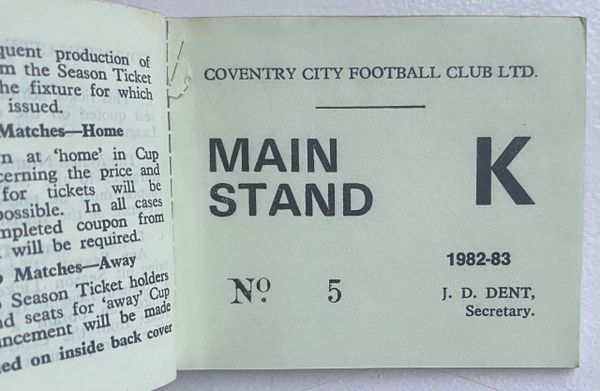 quent production of
m the Season Ticket
he fixture for which
issued.
Matches—Home
n at 'home' in Cup
cerning the price and
for tickets will be
ossible. In all cases
mpleted coupon from
will be required.
Matches—Away
Season Ticket holders
nd seats for 'away' Cup
uncement will be made
ed on inside back cover
COVENTRY CITY FOOTBALL CLUB LTD.
MAIN
STAND
K
1982-83
Nº 5
J. D. DENT,
Secretary.